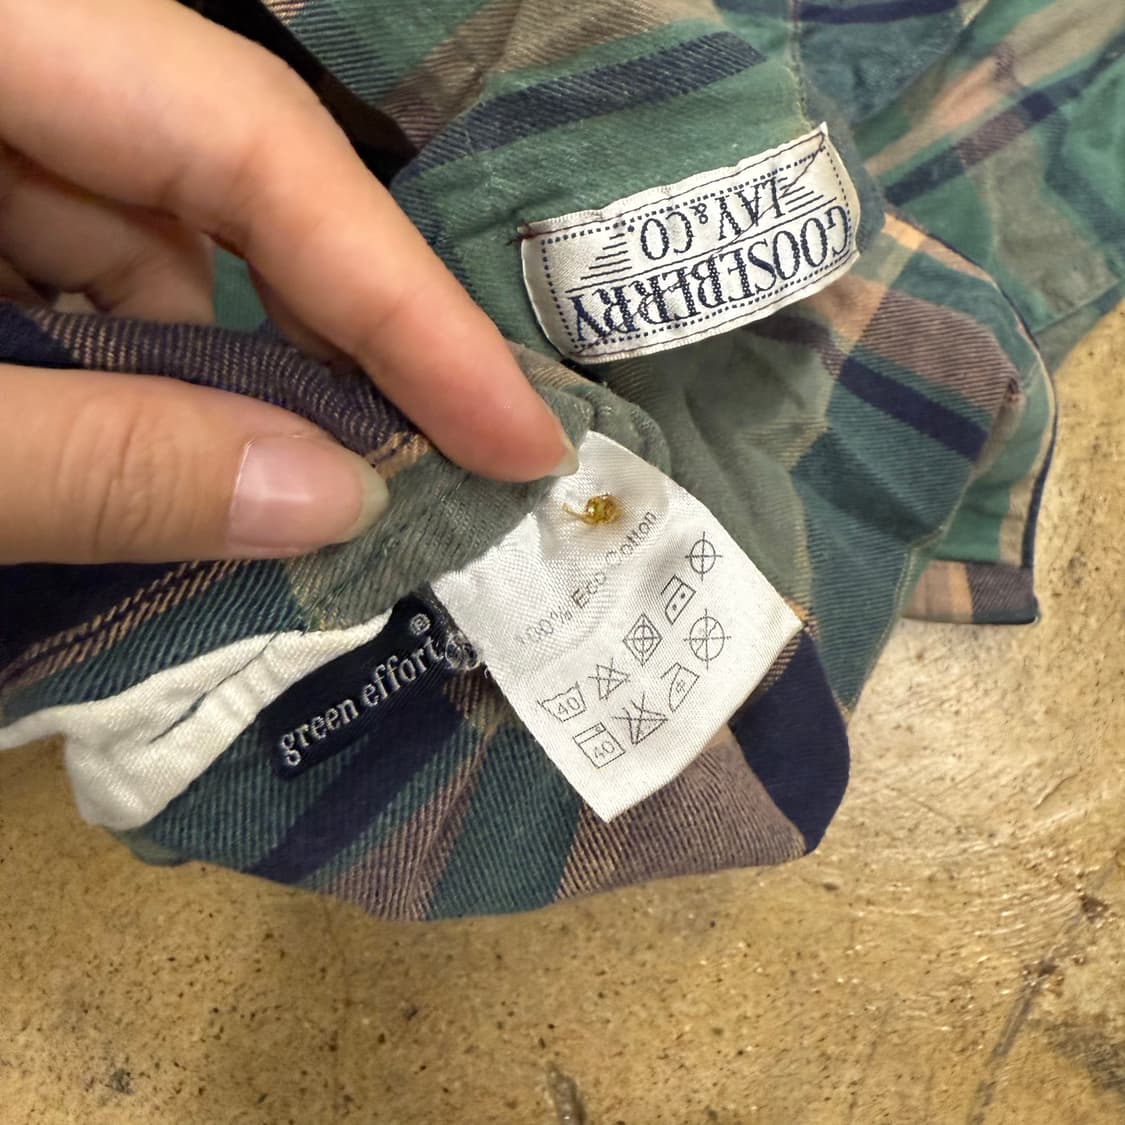 GOOSEBERRY
LAY & CO.
100% Eco Cotton
40
40
green effort®